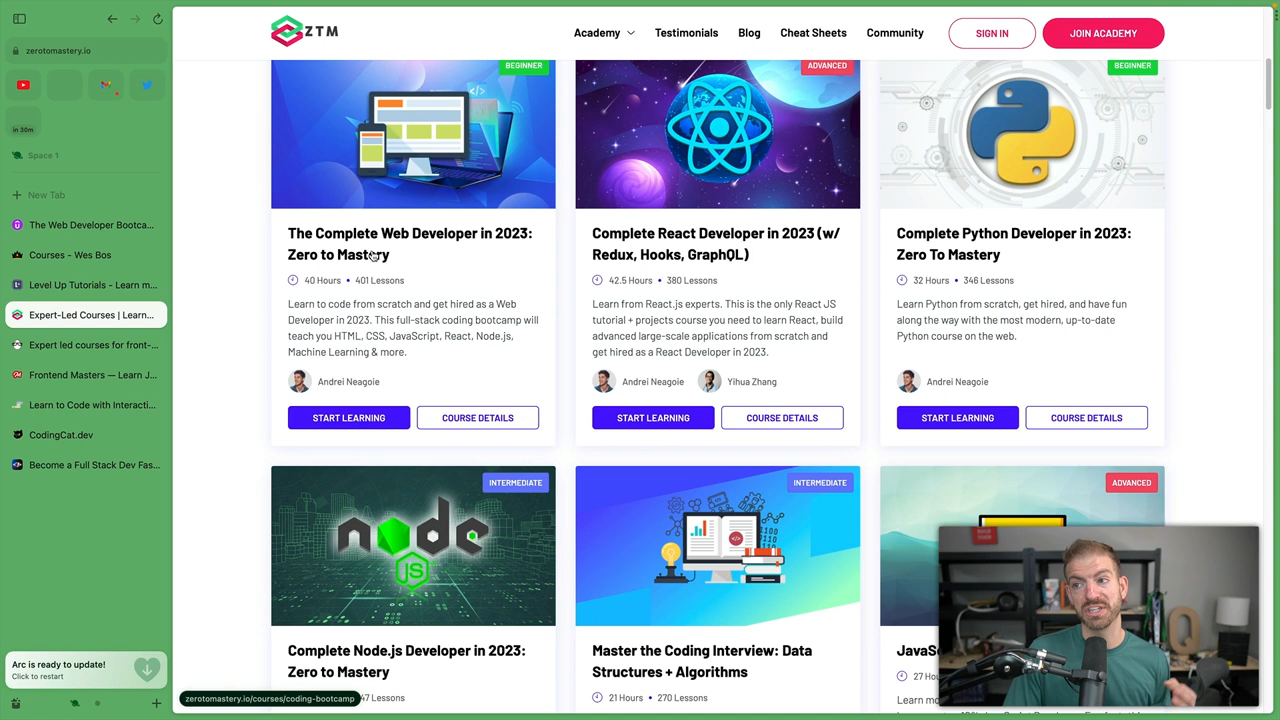 zerotomastery.io
in 30m
Space 1
New Tab
The Web Developer Bootca...
Courses - Wes Bos
Level Up Tutorials - Learn m...
Expert-Led Courses | Learn...
Expert led courses for front-...
Frontend Masters — Learn J...
Learn to Code with Interacti...
CodingCat.dev
Become a Full Stack Dev Fas...
Arc is ready to update!
Click to restart
ZTM
Academy
Testimonials
Blog
Cheat Sheets
Community
SIGN IN
JOIN ACADEMY
BEGINNER
</>
The Complete Web Developer in 2023:
Zero to Mastery
40 Hours • 401 Lessons
Learn to code from scratch and get hired as a Web
Developer in 2023. This full-stack coding bootcamp will
teach you HTML, CSS, JavaScript, React, Node.js,
Machine Learning & more.
Andrei Neagoie
START LEARNING
COURSE DETAILS
ADVANCED
Complete React Developer in 2023 (w/
Redux, Hooks, GraphQL)
42.5 Hours • 380 Lessons
Learn from React.js experts. This is the only React JS
tutorial + projects course you need to learn React, build
advanced large-scale applications from scratch and
get hired as a React Developer in 2023.
Andrei Neagoie
Yihua Zhang
START LEARNING
COURSE DETAILS
BEGINNER
Complete Python Developer in 2023:
Zero To Mastery
32 Hours • 346 Lessons
Learn Python from scratch, get hired, and have fun
along the way with the most modern, up-to-date
Python course on the web.
Andrei Neagoie
START LEARNING
COURSE DETAILS
INTERMEDIATE
node
JS
Complete Node.js Developer in 2023:
Zero to Mastery
47 Lessons
zerotomastery.io/courses/coding-bootcamp
INTERMEDIATE
Master the Coding Interview: Data
Structures + Algorithms
21 Hours • 270 Lessons
ADVANCED
JavaS
27 Hou
Learn mo